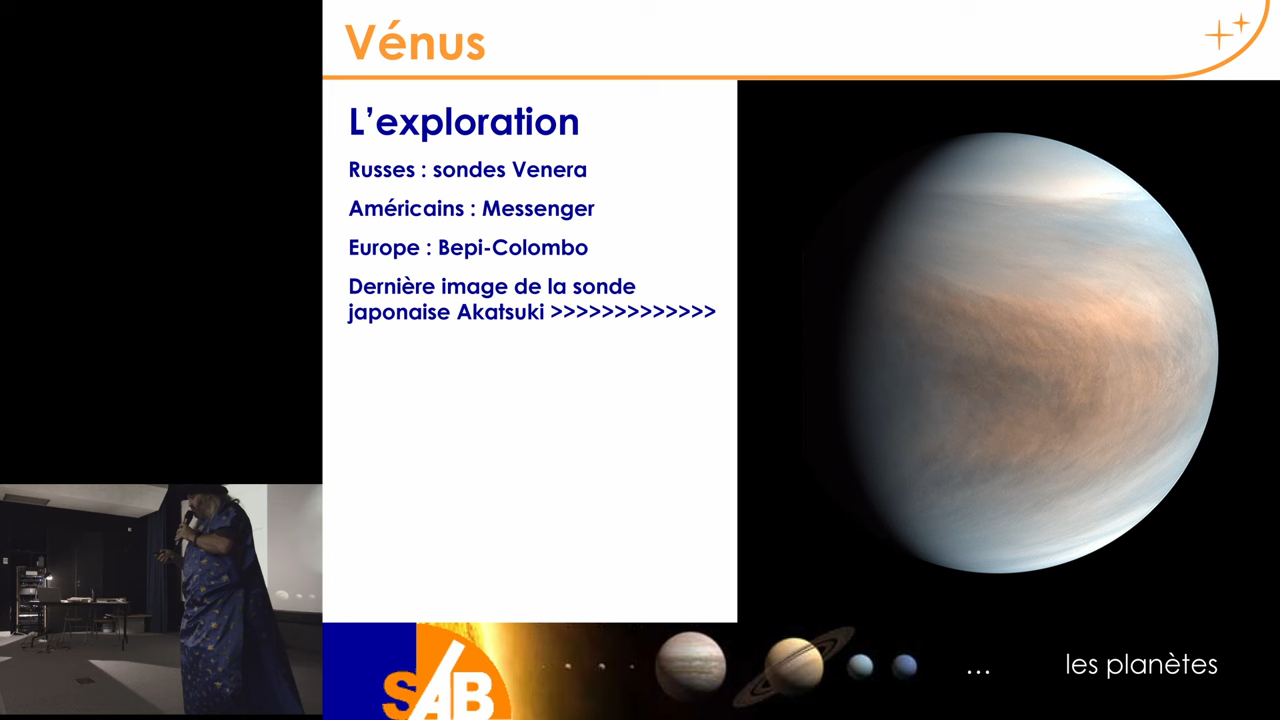 Vénus
L’exploration
Russes : sondes Venera
Américains : Messenger
Europe : Bepi-Colombo
Dernière image de la sonde
japonaise Akatsuki >>>>>>>>>>>>>
SAB
... les planètes